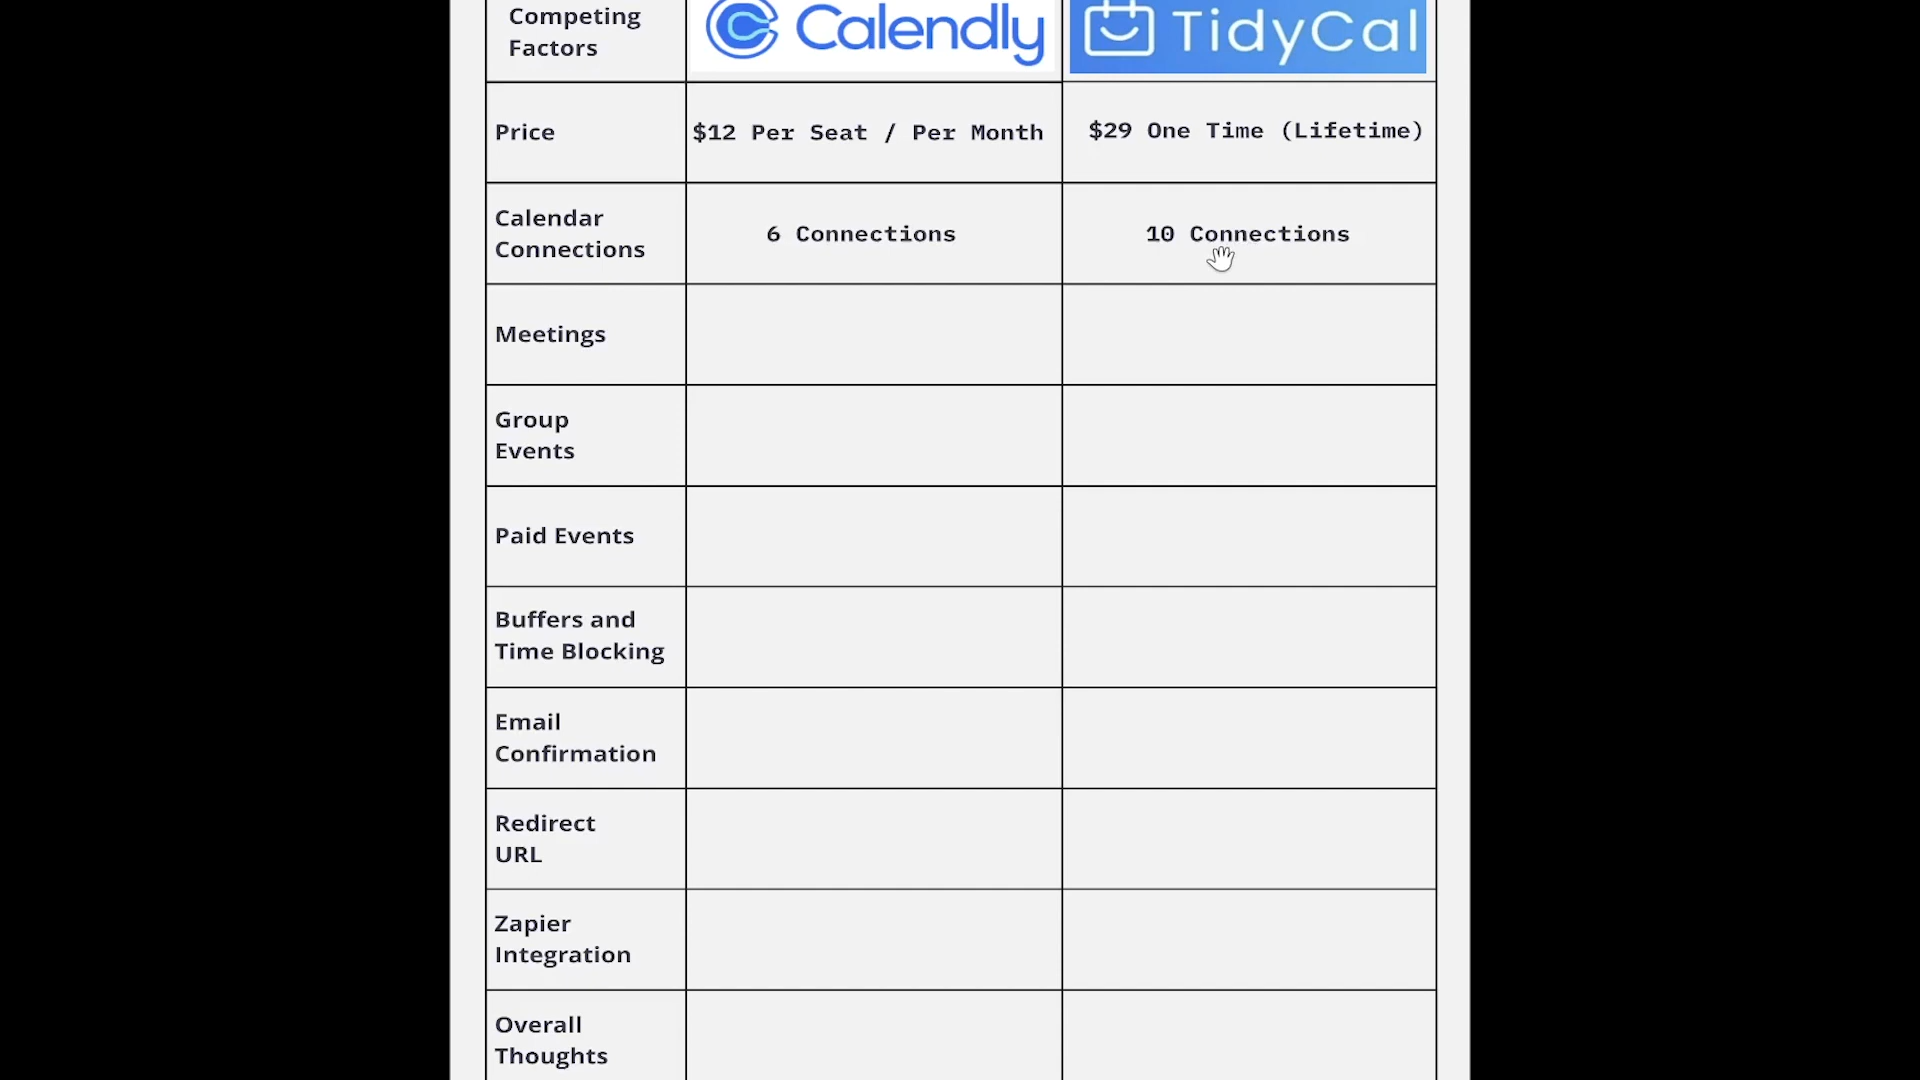 Competing
Factors
Calendly
TidyCal
Price
$12 Per Seat / Per Month
$29 One Time (Lifetime)
Calendar
Connections
6 Connections
10 Connections
Meetings
Group
Events
Paid Events
Buffers and
Time Blocking
Email
Confirmation
Redirect
URL
Zapier
Integration
Overall
Thoughts